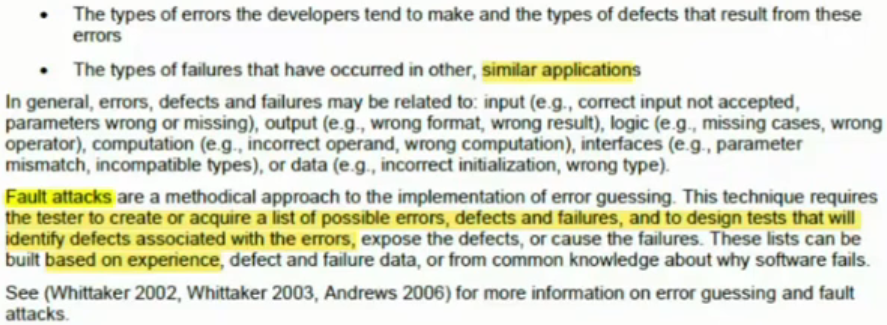 • The types of errors the developers tend to make and the types of defects that result from these
errors
• The types of failures that have occurred in other, similar applications
In general, errors, defects and failures may be related to: input (e.g., correct input not accepted,
parameters wrong or missing), output (e.g., wrong format, wrong result), logic (e.g., missing cases, wrong
operator), computation (e.g., incorrect operand, wrong computation), interfaces (e.g., parameter
mismatch, incompatible types), or data (e.g., incorrect initialization, wrong type).
Fault attacks are a methodical approach to the implementation of error guessing. This technique requires
the tester to create or acquire a list of possible errors, defects and failures, and to design tests that will
identify defects associated with the errors, expose the defects, or cause the failures. These lists can be
built based on experience, defect and failure data, or from common knowledge about why software fails.
See (Whittaker 2002, Whittaker 2003, Andrews 2006) for more information on error guessing and fault
attacks.